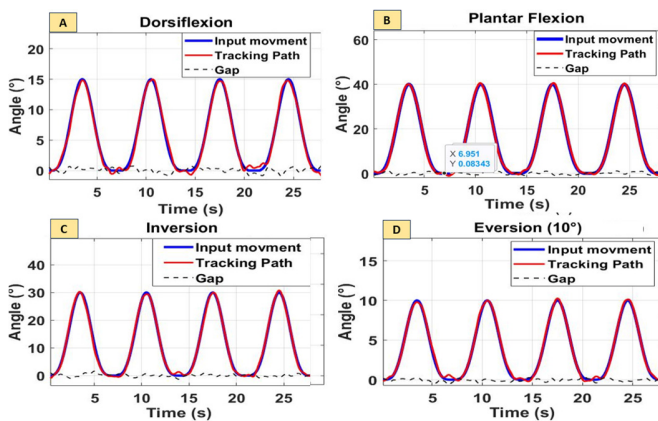 A
Dorsiflexion
Input movment
Tracking Path
Gap
Angle (°)
20
15
10
5
0
5
10
15
20
25
Time (s)
B
Plantar Flexion
Input movment
Tracking Path
Gap
Angle (°)
60
40
20
0
X 6.951
Y 0.08343
5
10
15
20
25
Time (s)
C
Inversion
Input movment
Tracking Path
Gap
Angle (°)
40
30
20
10
0
5
10
15
20
25
Time (s)
D
Eversion (10°)
Input movment
Tracking Path
Gap
Angle (°)
15
10
5
0
0
5
10
15
20
25
Time (s)